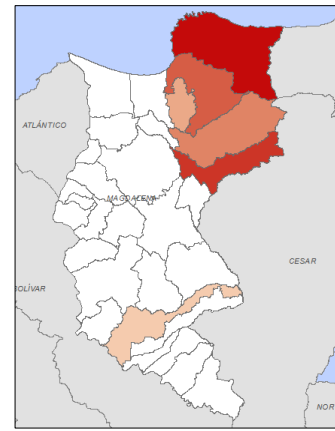 ATLÁNTICO
MAGDALENA
CESAR
BOLÍVAR
NOR